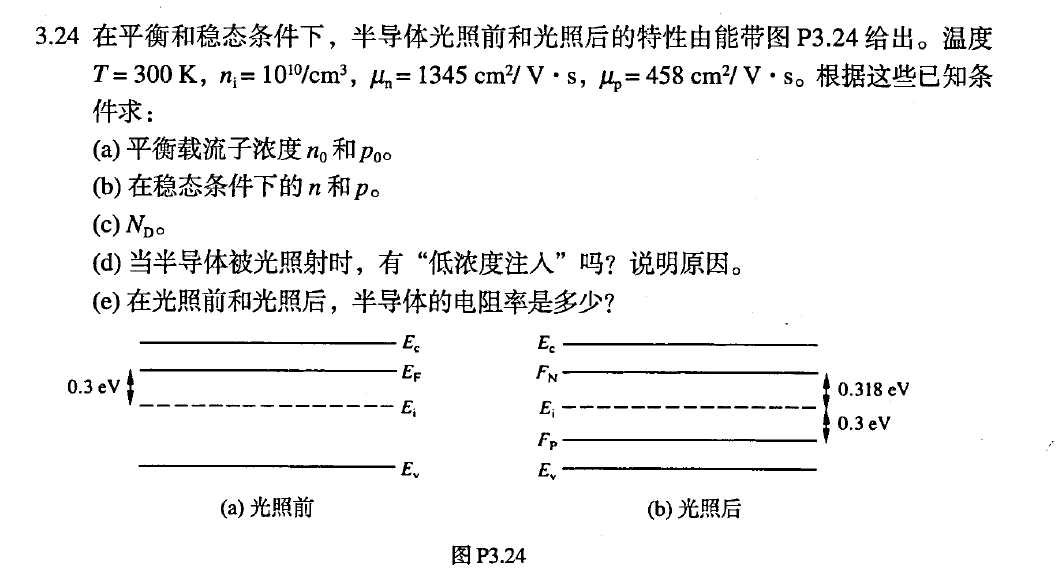 3.24 在平衡和稳态条件下，半导体光照前和光照后的特性由能带图 P3.24 给出。温度
T = 300 K，nᵢ = 10¹⁰/cm³，μₙ = 1345 cm²/ V・s，μₚ = 458 cm²/ V・s。根据这些已知条
件求：
(a) 平衡载流子浓度 n₀ 和 p₀。
(b) 在稳态条件下的 n 和 p。
(c) N_D。
(d) 当半导体被光照射时，有“低浓度注入”吗？说明原因。
(e) 在光照前和光照后，半导体的电阻率是多少？
E_c
E_F
0.3 eV
E_i
E_v
(a) 光照前
E_c
F_N
0.318 eV
E_i
0.3 eV
F_P
E_v
(b) 光照后
图 P3.24